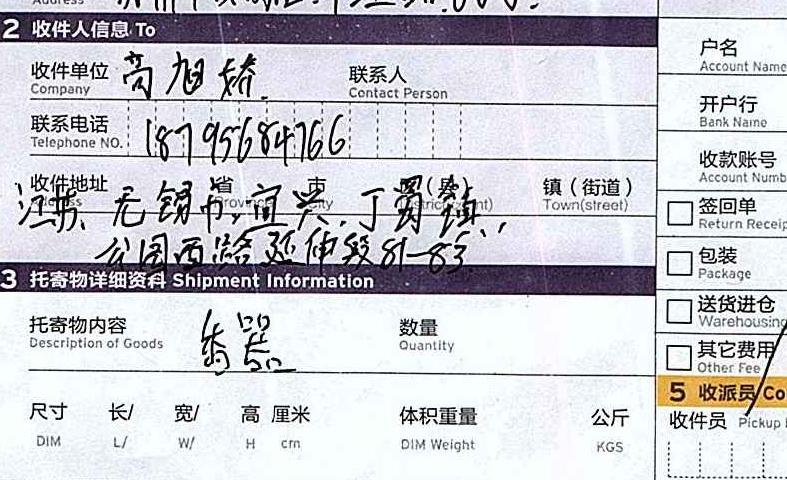 Address
2 收件人信息 To
收件单位 高旭娇 联系人
Company Contact Person
联系电话 18795684766
Telephone NO.
收件地址 省 市 区(县) 镇(街道)
Address Province City District(county) Town(street)
江苏、无锡市,宜兴,丁蜀镇,
公园西路延伸段81-83
3 托寄物详细资料 Shipment Information
托寄物内容 数量
Description of Goods Quantity
尺寸 长/ 宽/ 高 厘米 体积重量 公斤
DIM L/ W/ H cm DIM Weight KGS
户名
Account Name
开户行
Bank Name
收款账号
Account Numb
签回单
Return Receip
包装
Package
送货进仓
Warehousing
其它费用
Other Fee
5 收派员/Co
收件员 Pickup